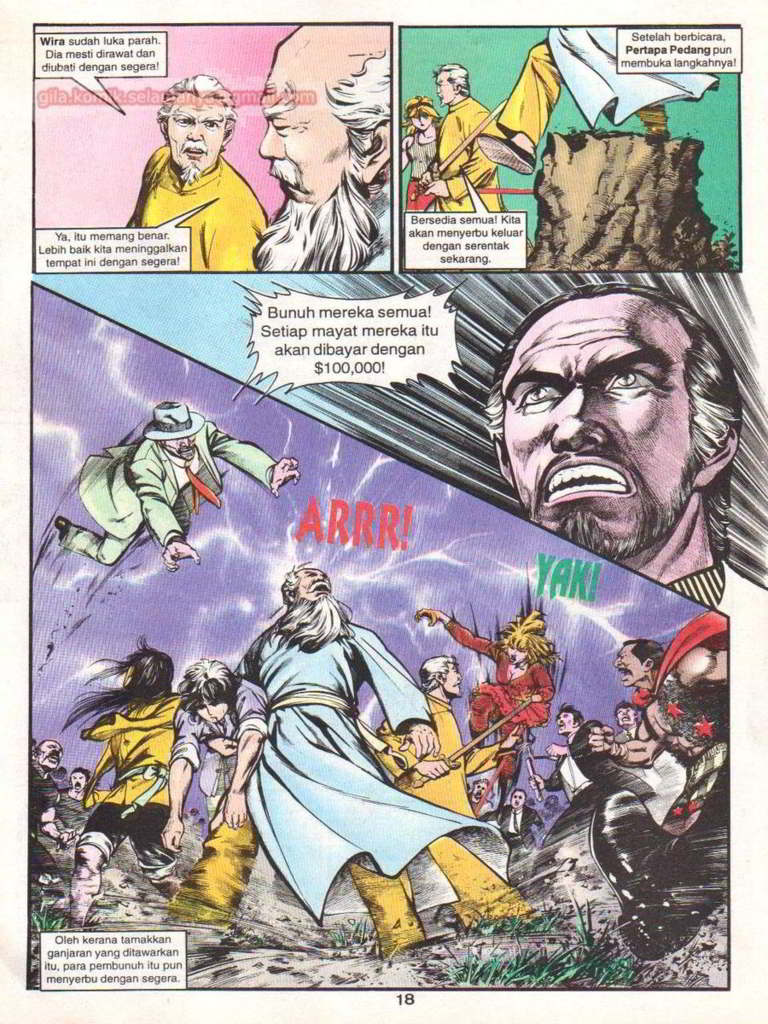 Wira sudah luka parah.
Dia mesti dirawat dan
diubati dengan segera!
Ya, itu memang benar.
Lebih baik kita meninggalkan
tempat ini dengan segera!
Setelah berbicara,
Pertapa Pedang pun
membuka langkahnya!
Bersedia semua! Kita
akan menyerbu keluar
dengan serentak
sekarang.
Bunuh mereka semua!
Setiap mayat mereka itu
akan dibayar dengan
$100,000!
ARRR!
YAK!
Oleh kerana tamakkan
ganjaran yang ditawarkan
itu, para pembunuh itu pun
menyerbu dengan segera.
18